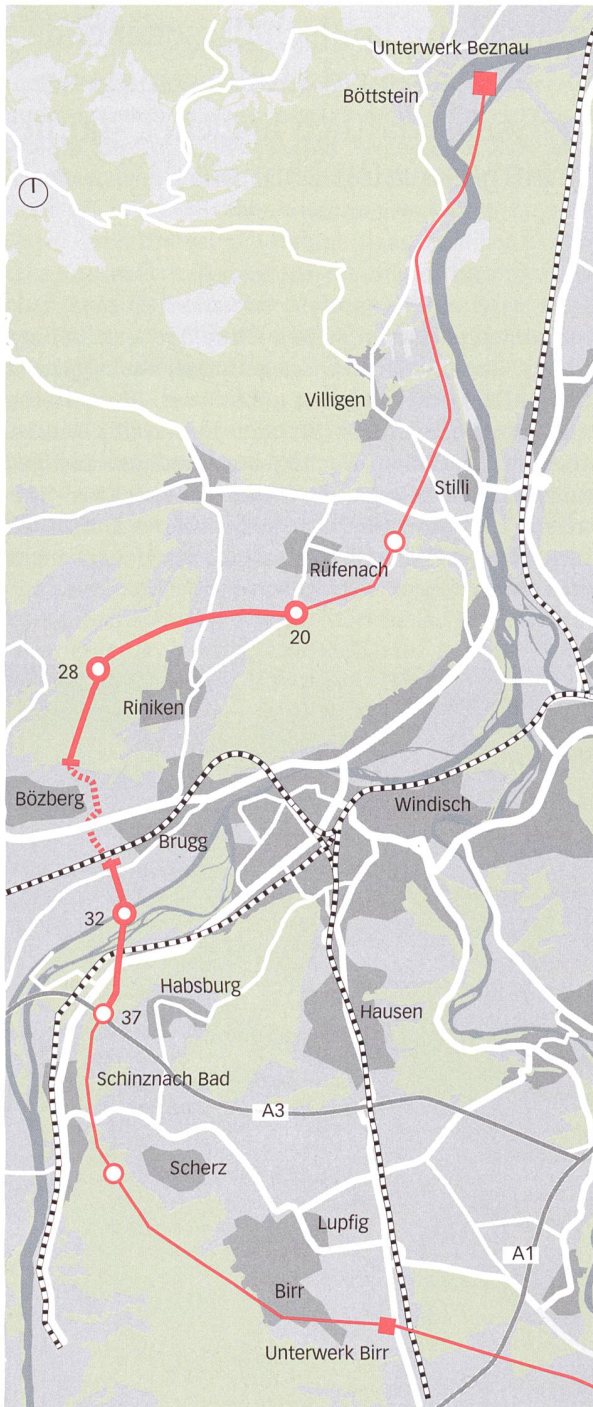 Unterwerk Beznau
Böttstein
Villigen
Stilli
Rüfenach
20
28
Riniken
Bözberg
Windisch
Brugg
32
Habsburg
Hausen
37
Schinznach Bad
A3
Scherz
Lupfig
A1
Birr
Unterwerk Birr